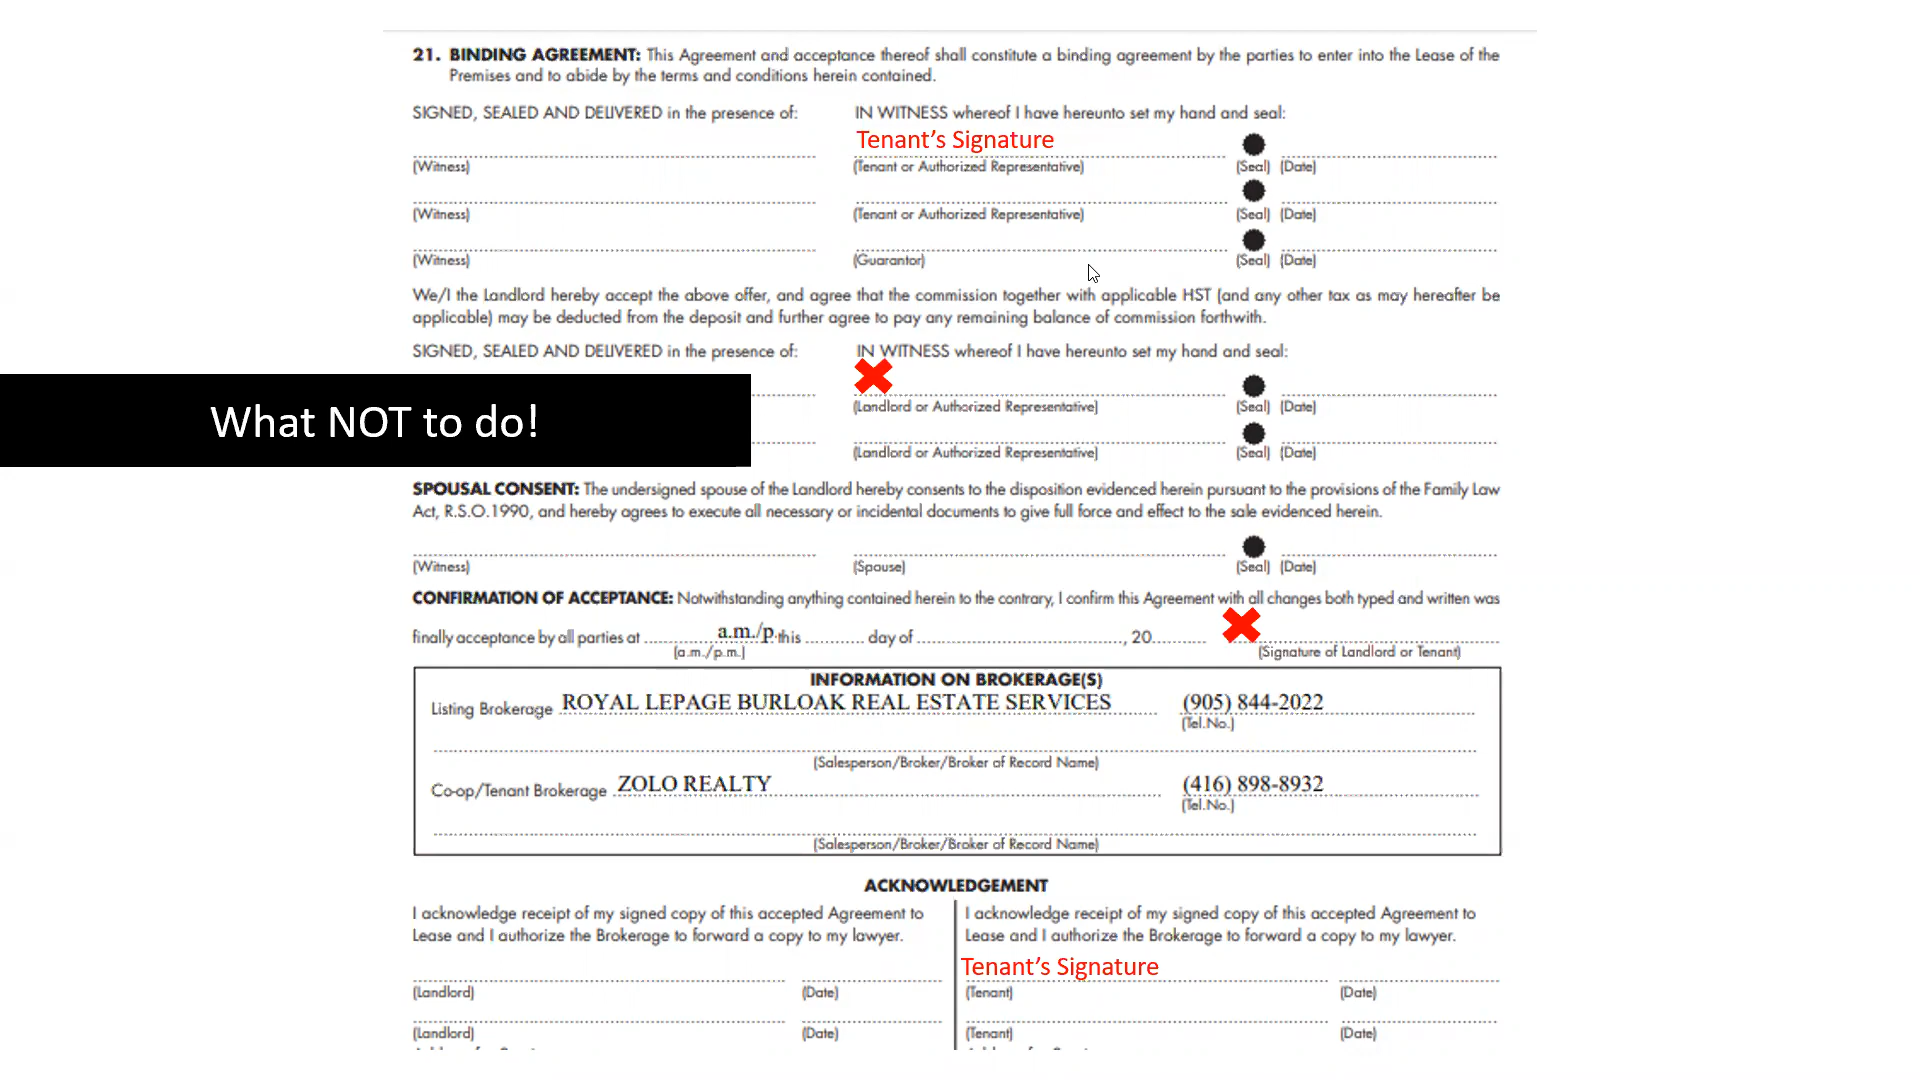 21. BINDING AGREEMENT: This Agreement and acceptance thereof shall constitute a binding agreement by the parties to enter into the Lease of the
Premises and to abide by the terms and conditions herein contained.
SIGNED, SEALED AND DELIVERED in the presence of: IN WITNESS whereof I have hereunto set my hand and seal:
Tenant's Signature
(Witness) (Tenant or Authorized Representative) (Seal) (Date)
(Witness) (Tenant or Authorized Representative) (Seal) (Date)
(Witness) (Guarantor) (Seal) (Date)
We/I the Landlord hereby accept the above offer, and agree that the commission together with applicable HST (and any other tax as may hereafter be
applicable) may be deducted from the deposit and further agree to pay any remaining balance of commission forthwith.
SIGNED, SEALED AND DELIVERED in the presence of: IN WITNESS whereof I have hereunto set my hand and seal:
(Landlord or Authorized Representative) (Seal) (Date)
What NOT to do!
(Landlord or Authorized Representative) (Seal) (Date)
SPOUSAL CONSENT: The undersigned spouse of the Landlord hereby consents to the disposition evidenced herein pursuant to the provisions of the Family Law
Act, R.S.O.1990, and hereby agrees to execute all necessary or incidental documents to give full force and effect to the sale evidenced herein.
(Witness) (Spouse) (Seal) (Date)
CONFIRMATION OF ACCEPTANCE: Notwithstanding anything contained herein to the contrary, I confirm this Agreement with all changes both typed and written was
finally acceptance by all parties at a.m./p. this day of , 20
(a.m./p.m.) (Signature of Landlord or Tenant)
INFORMATION ON BROKERAGE(S)
Listing Brokerage ROYAL LEPAGE BURLOAK REAL ESTATE SERVICES (905) 844-2022
(Tel.No.)
(Salesperson/Broker/Broker of Record Name)
Co-op/Tenant Brokerage ZOLO REALTY (416) 898-8932
(Tel.No.)
(Salesperson/Broker/Broker of Record Name)
ACKNOWLEDGEMENT
I acknowledge receipt of my signed copy of this accepted Agreement to
Lease and I authorize the Brokerage to forward a copy to my lawyer.
(Landlord) (Date)
(Landlord) (Date)
I acknowledge receipt of my signed copy of this accepted Agreement to
Lease and I authorize the Brokerage to forward a copy to my lawyer.
Tenant's Signature
(Tenant) (Date)
(Tenant) (Date)